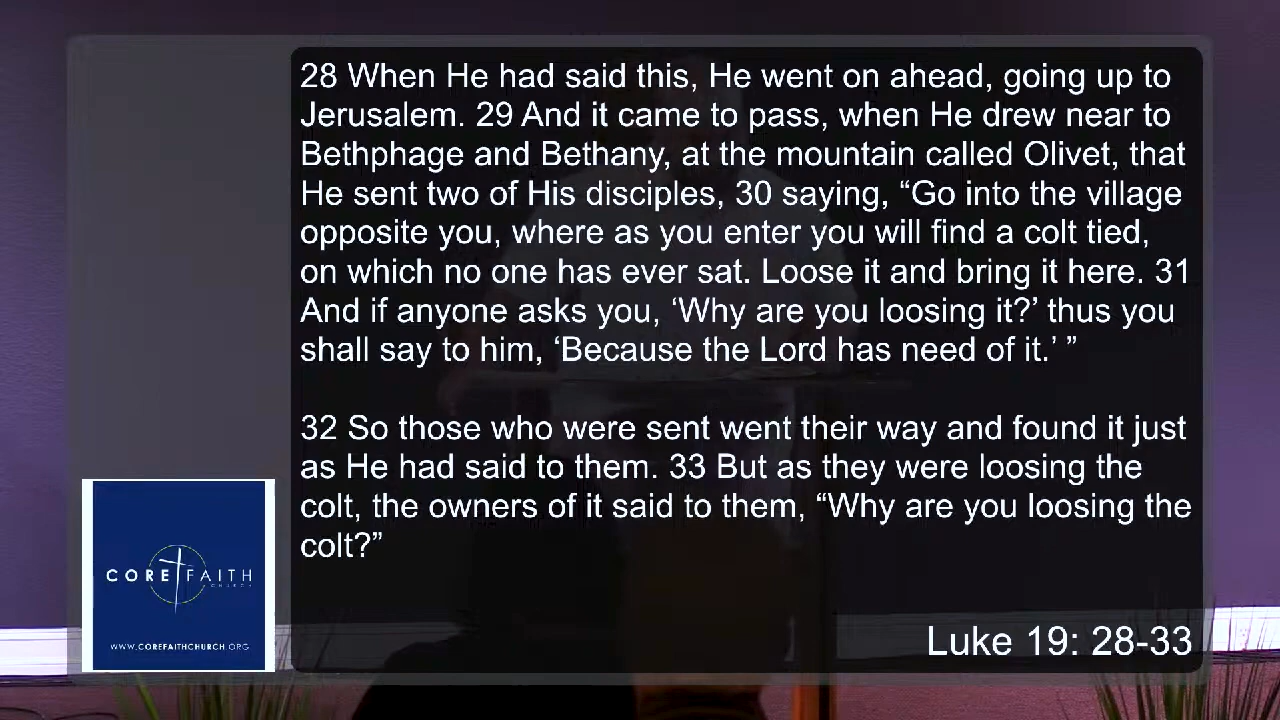 28 When He had said this, He went on ahead, going up to
Jerusalem. 29 And it came to pass, when He drew near to
Bethphage and Bethany, at the mountain called Olivet, that
He sent two of His disciples, 30 saying, “Go into the village
opposite you, where as you enter you will find a colt tied,
on which no one has ever sat. Loose it and bring it here. 31
And if anyone asks you, ‘Why are you loosing it?’ thus you
shall say to him, ‘Because the Lord has need of it.’ ”
32 So those who were sent went their way and found it just
as He had said to them. 33 But as they were loosing the
colt, the owners of it said to them, “Why are you loosing the
colt?”
Luke 19: 28-33
CORE FAITH
CHURCH
WWW.COREFAITHCHURCH.ORG